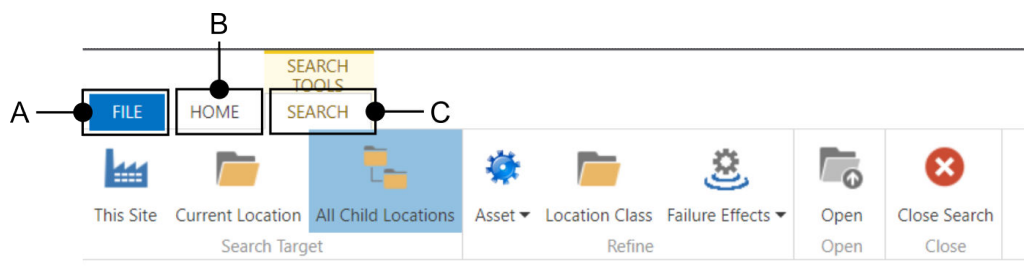 B
SEARCH
TOOLS
A FILE HOME SEARCH C
This Site Current Location All Child Locations Asset Location Class Failure Effects Open Close Search
Search Target Refine Open Close